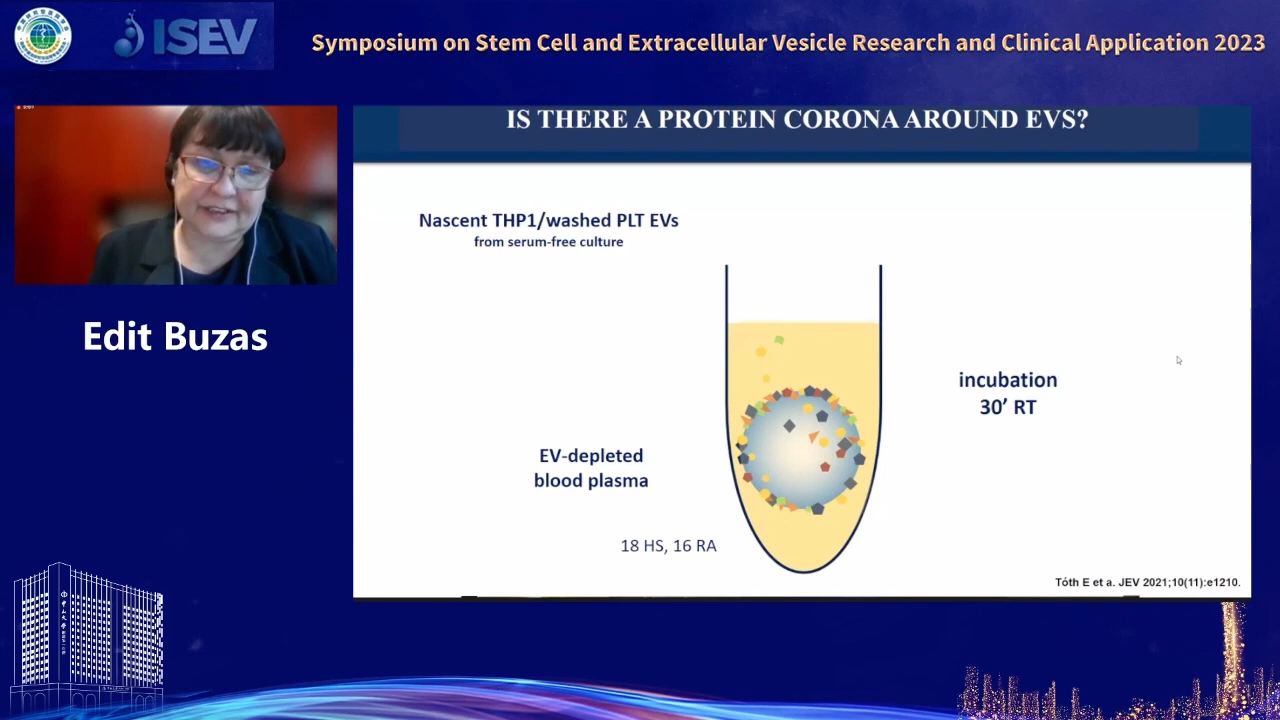 ISEV
Symposium on Stem Cell and Extracellular Vesicle Research and Clinical Application 2023
IS THERE A PROTEIN CORONA AROUND EVS?
Nascent THP1/washed PLT EVs
from serum-free culture
incubation
30’ RT
EV-depleted
blood plasma
18 HS, 16 RA
Tóth E et a. JEV 2021;10(11):e1210.
Edit Buzas